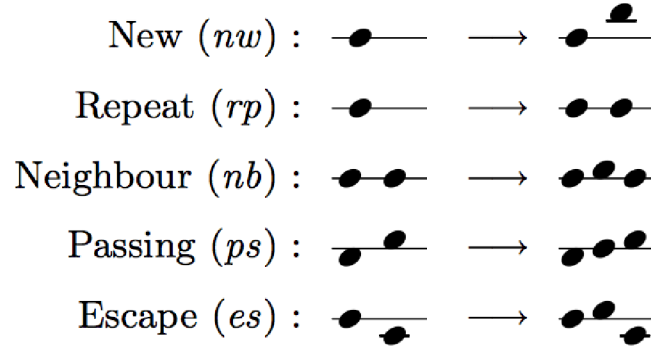 New (nw) :
Repeat (rp) :
Neighbour (nb) :
Passing (ps) :
Escape (es) :